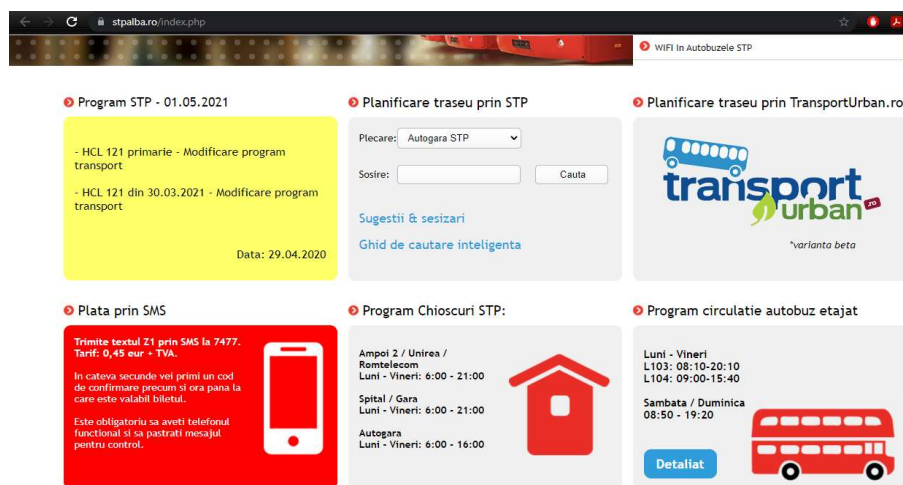 stpalba.ro/index.php
WIFI In Autobuzele STP
Program STP - 01.05.2021
- HCL 121 primarie - Modificare program
transport
- HCL 121 din 30.03.2021 - Modificare program
transport
Data: 29.04.2020
Planificare traseu prin STP
Plecare: Autogara STP
Sosire: Cauta
Sugestii & sesizari
Ghid de cautare inteligenta
Planificare traseu prin TransportUrban.ro
transport
urban .ro
*varianta beta
Plata prin SMS
Trimite textul Z1 prin SMS la 7477.
Tarif: 0,45 eur + TVA.
In cateva secunde vei primi un cod
de confirmare precum si ora pana la
care este valabil biletul.
Este obligatoriu sa aveti telefonul
functional si sa pastrati mesajul
pentru control.
Program Chioscuri STP:
Ampoi 2 / Unirea /
Romtelecom
Luni - Vineri: 6:00 - 21:00
Spital / Gara
Luni - Vineri: 6:00 - 21:00
Autogara
Luni - Vineri: 6:00 - 16:00
Program circulatie autobuz etajat
Luni - Vineri
L103: 08:10-20:10
L104: 09:00-15:40
Sambata / Duminica
08:50 - 19:20
Detaliat